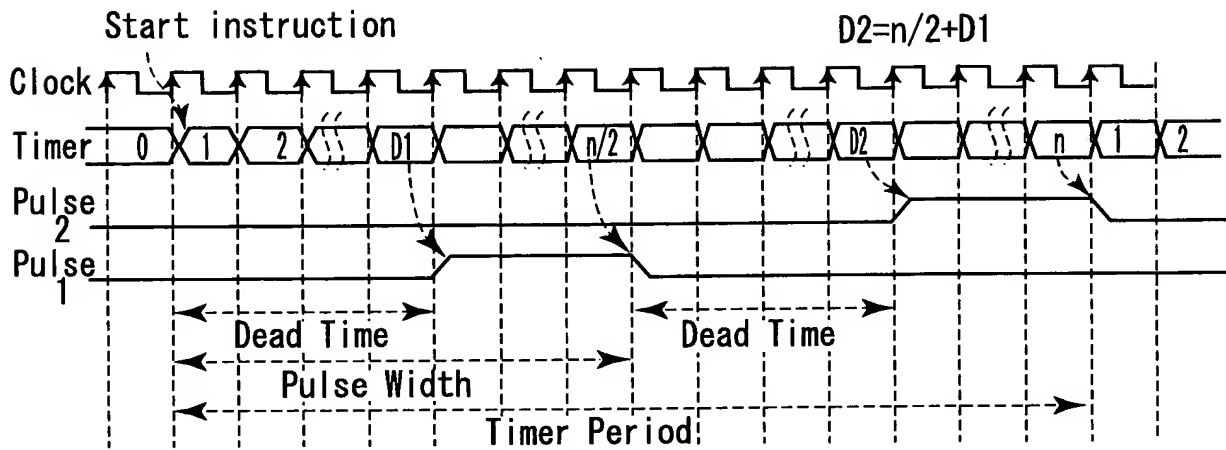 Start instruction
D2=n/2+D1
Clock
Timer 0 1 2 D1 n/2 D2 n 1 2
Pulse 2
Pulse 1
Dead Time Dead Time
Pulse Width
Timer Period